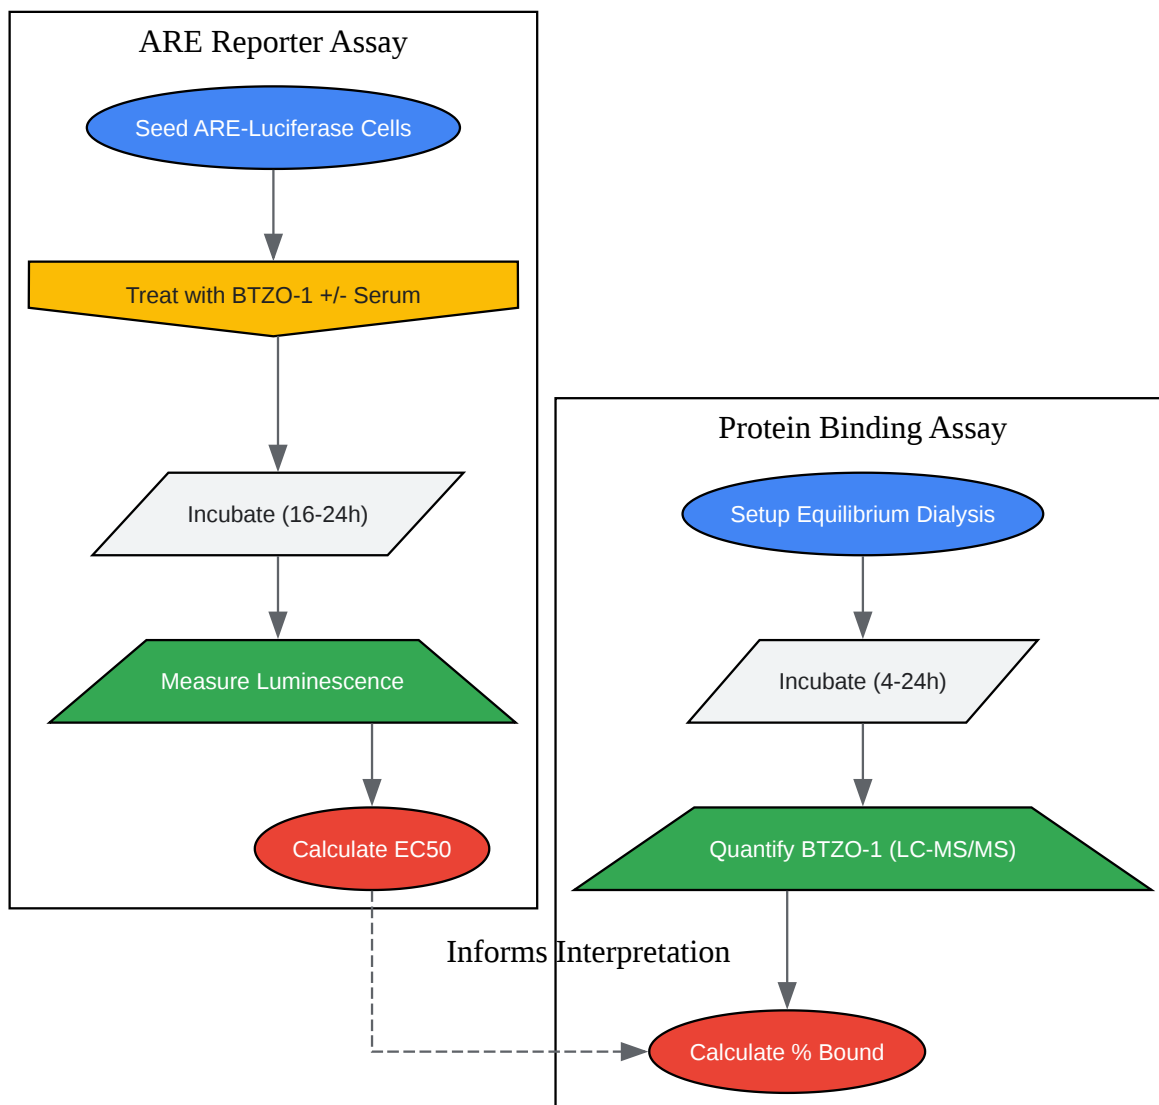 ARE Reporter Assay
Seed ARE-Luciferase Cells
Treat with BTZO-1 +/- Serum
Incubate (16-24h)
Measure Luminescence
Calculate EC50
Protein Binding Assay
Setup Equilibrium Dialysis
Incubate (4-24h)
Quantify BTZO-1 (LC-MS/MS)
Informs Interpretation
Calculate % Bound